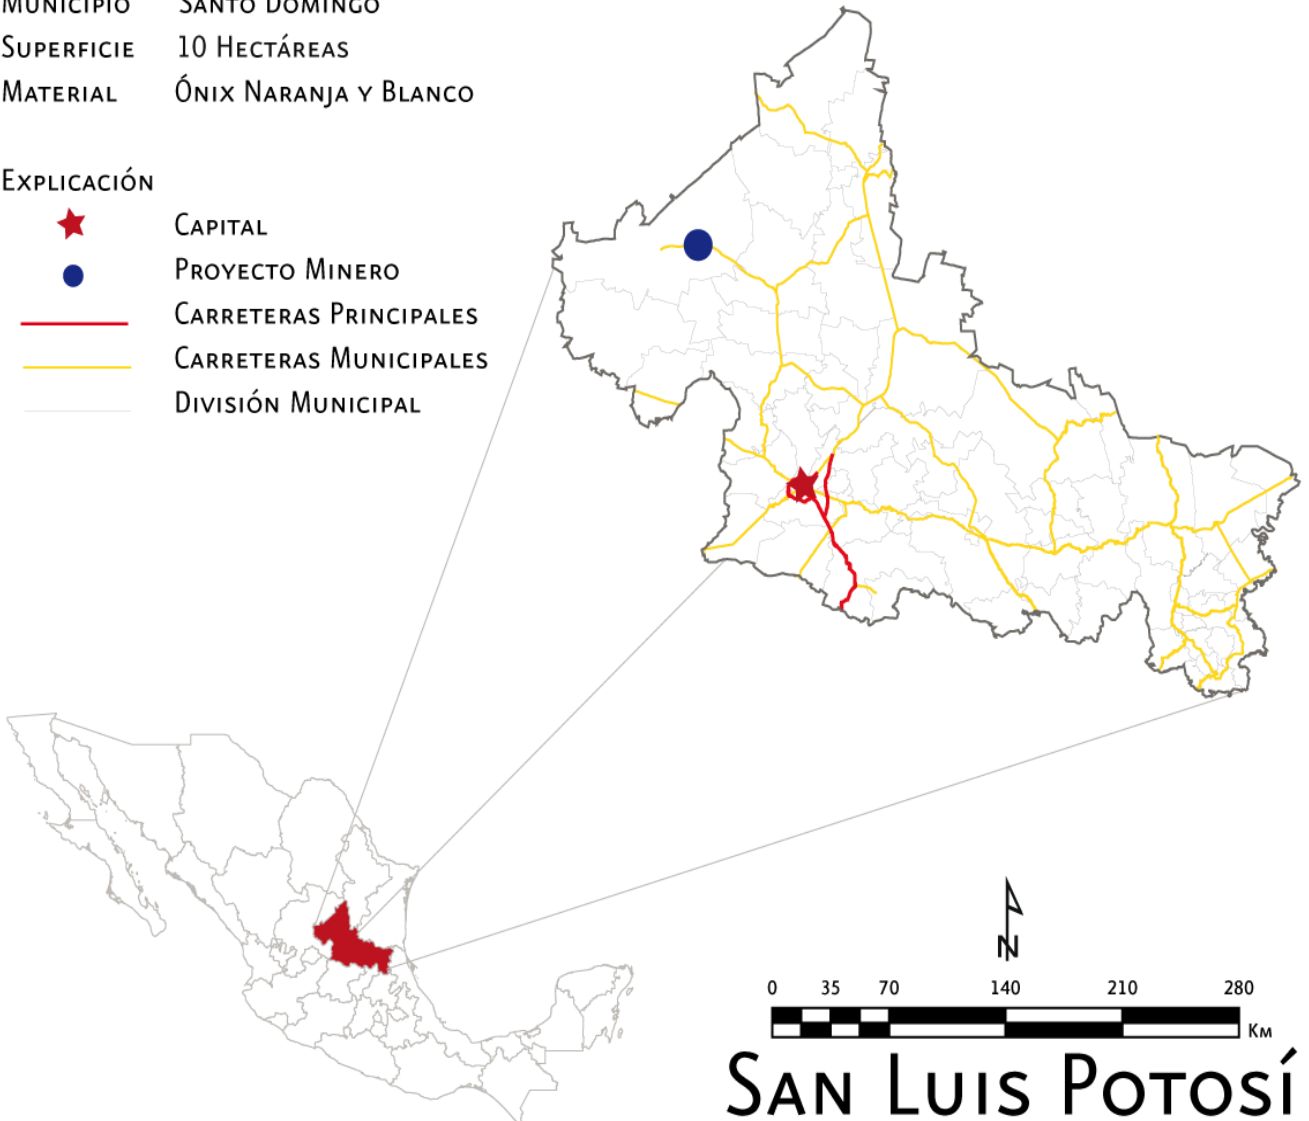 Municipio Santo Domingo
Superficie 10 Hectáreas
Material Ónix Naranja y Blanco
Explicación
Capital
Proyecto Minero
Carreteras Principales
Carreteras Municipales
División Municipal
N
0 35 70 140 210 280
Km
San Luis Potosí